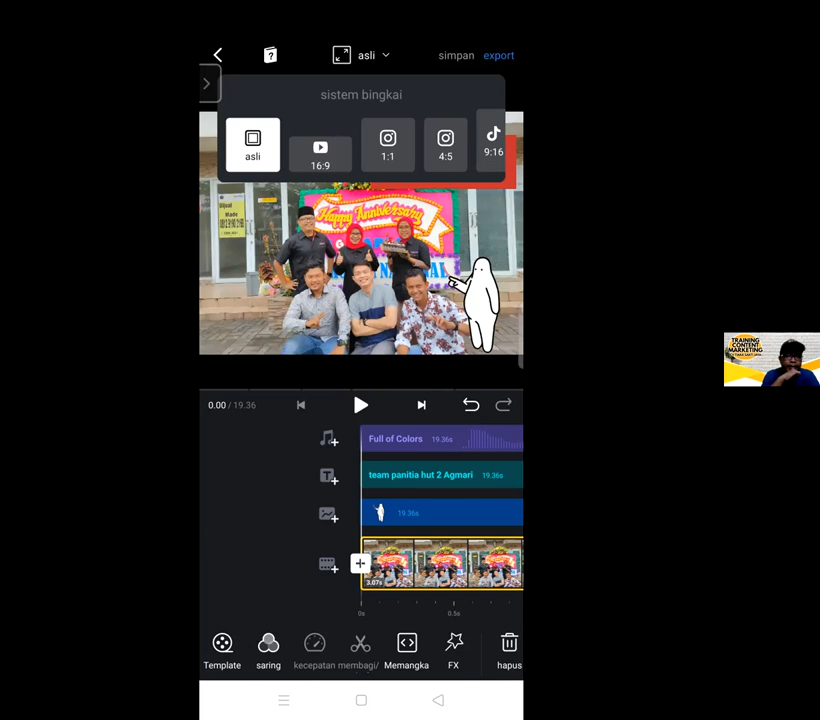 asli
simpan
export
sistem bingkai
asli
16:9
1:1
4:5
9:16
Dijual
Happy Anniversary
TRAINING
CONTENT
MARKETING
0.00 / 19.36
Full of Colors 19.36s
team panitia hut 2 Agmari 19.36s
19.36s
3.07s
0s
0.5s
Template
saring
kecepatan
membagi/
Memangka
FX
hapus